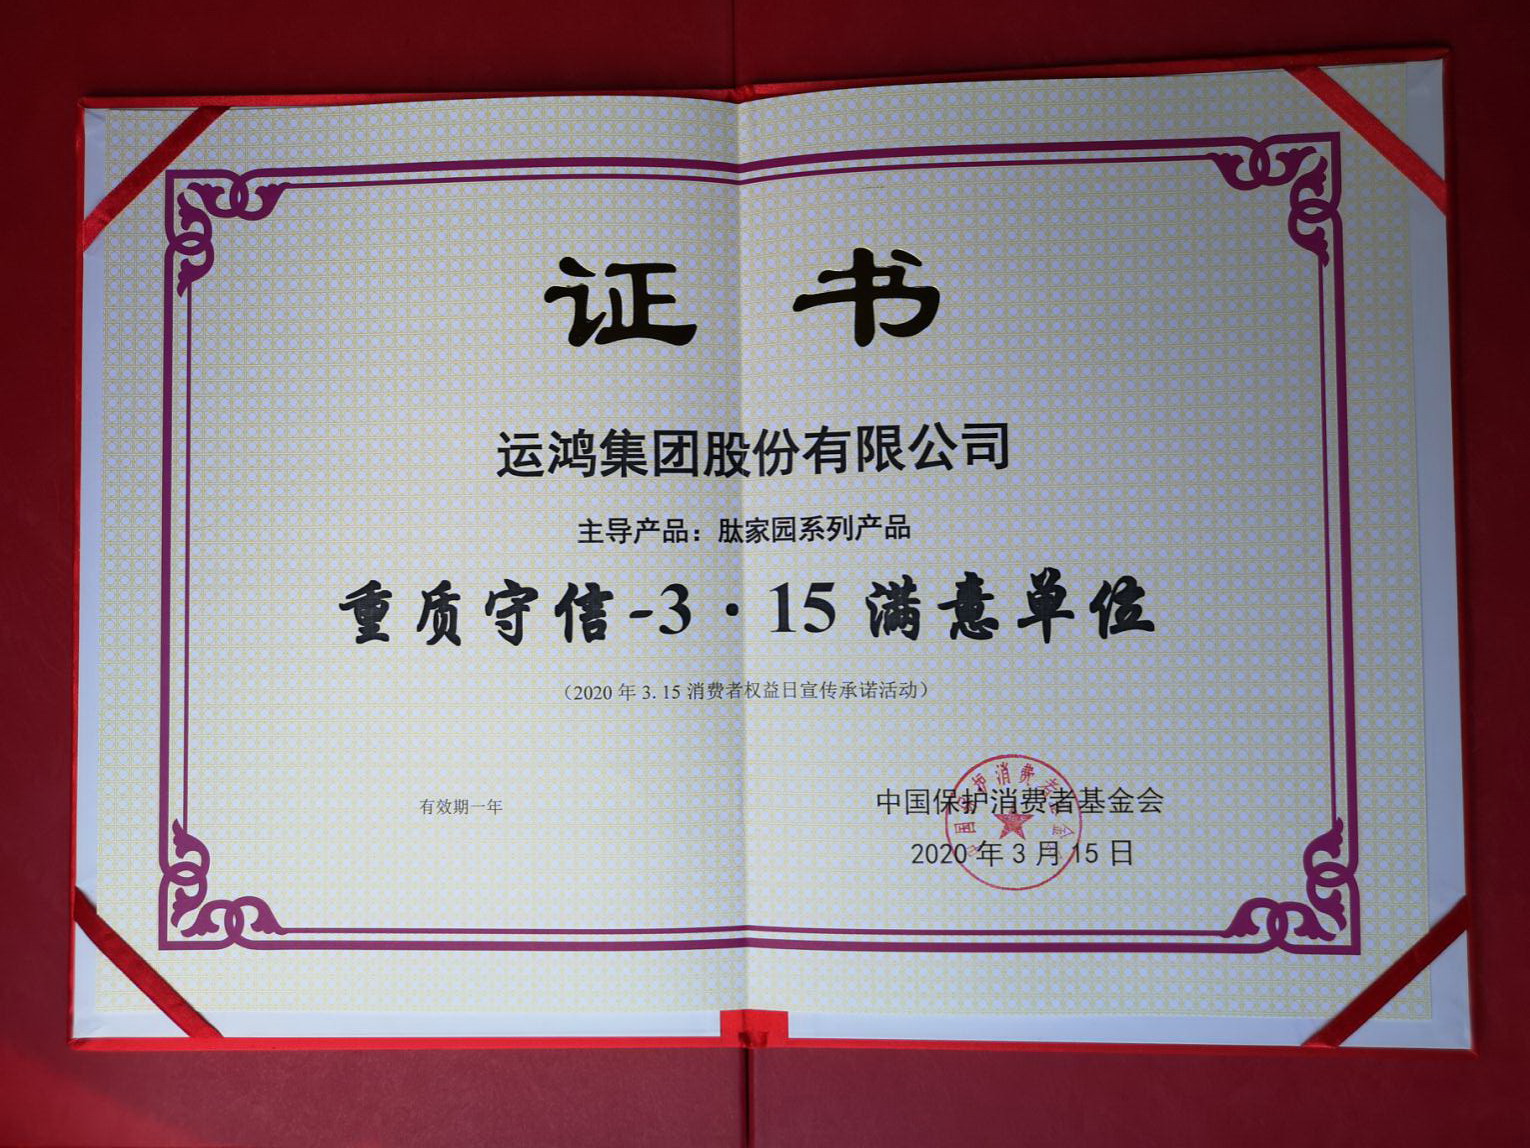 证书
运鸿集团股份有限公司
主导产品：肽家园系列产品
重质守信-3·15满意单位
（2020年3.15消费者权益日宣传承诺活动）
有效期一年
中国保护消费者基金会
2020年3月15日